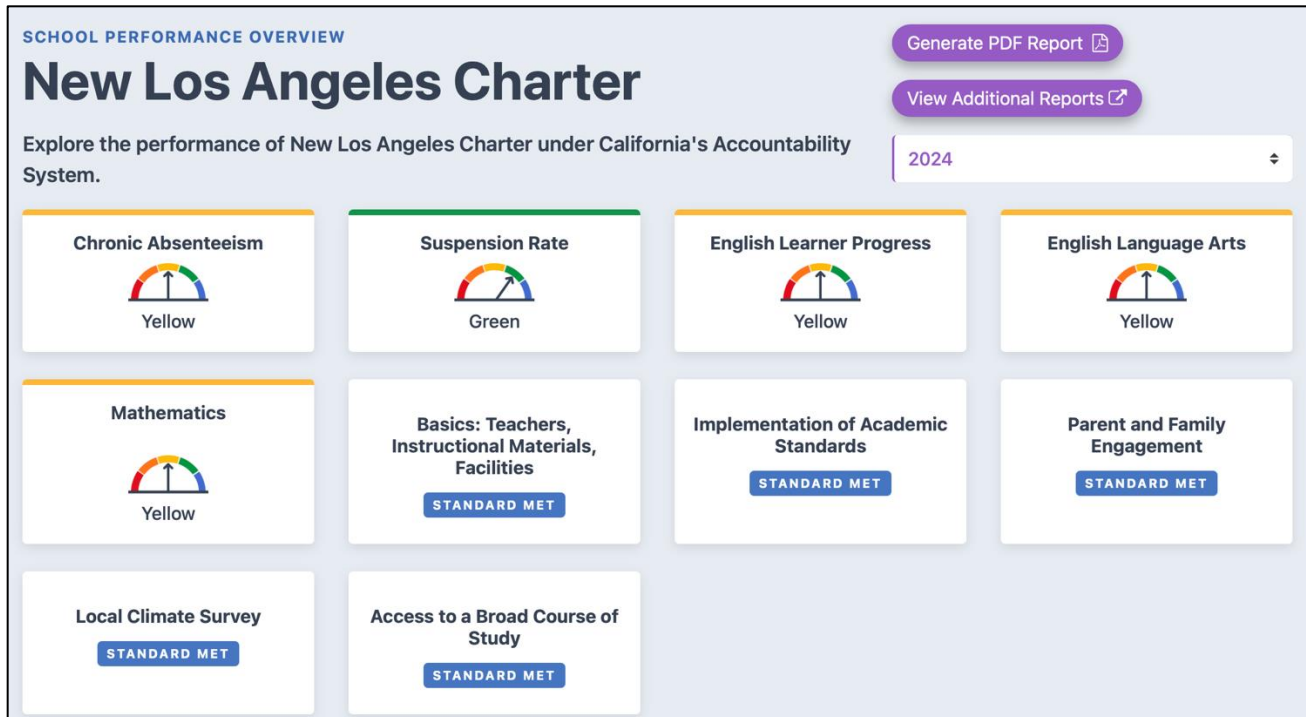 SCHOOL PERFORMANCE OVERVIEW
New Los Angeles Charter
Explore the performance of New Los Angeles Charter under California's Accountability
System.
Generate PDF Report
View Additional Reports
2024
Chronic Absenteeism
Yellow
Suspension Rate
Green
English Learner Progress
Yellow
English Language Arts
Yellow
Mathematics
Yellow
Basics: Teachers,
Instructional Materials,
Facilities
STANDARD MET
Implementation of Academic
Standards
STANDARD MET
Parent and Family
Engagement
STANDARD MET
Local Climate Survey
STANDARD MET
Access to a Broad Course of
Study
STANDARD MET